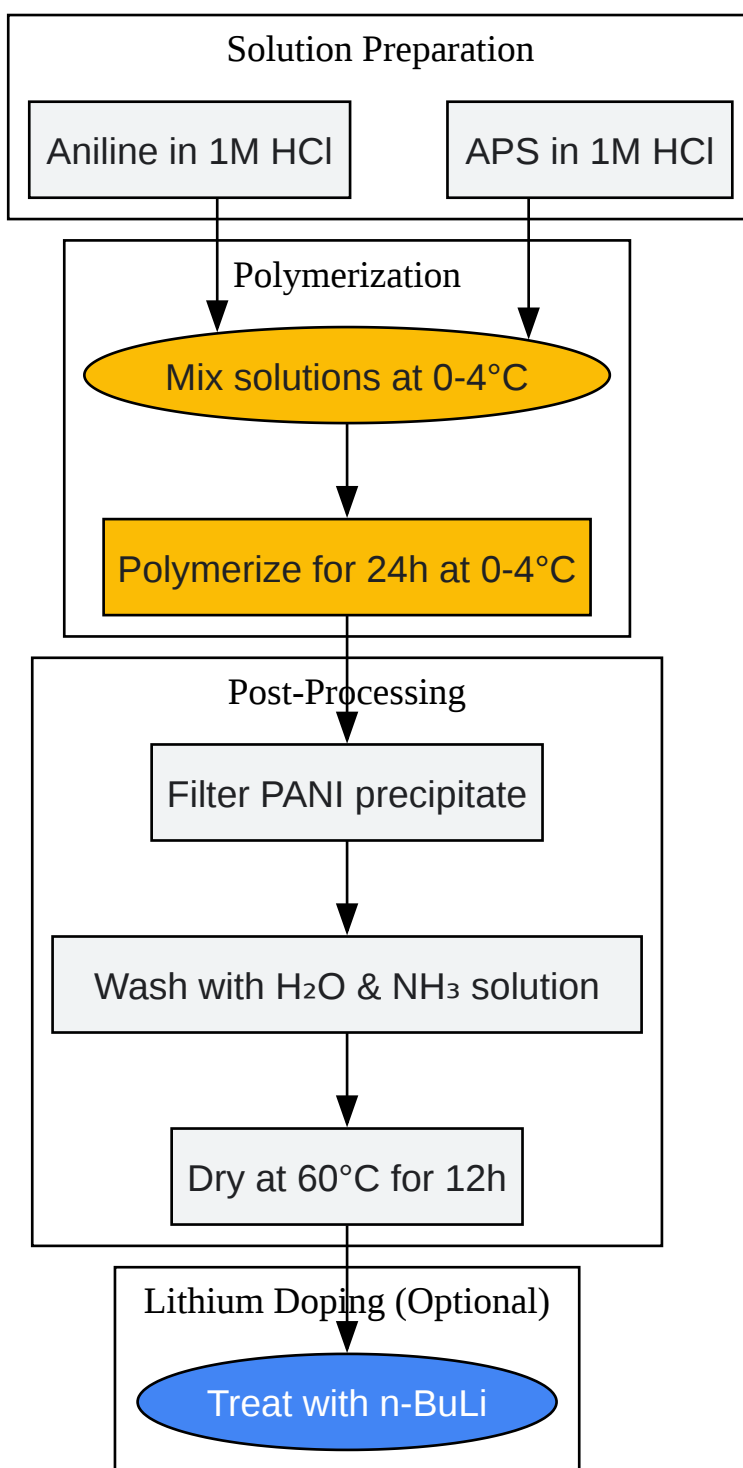 Solution Preparation
Aniline in 1M HCl
APS in 1M HCl
Polymerization
Mix solutions at 0-4°C
Polymerize for 24h at 0-4°C
Post-Processing
Filter PANI precipitate
Wash with H₂O & NH₃ solution
Dry at 60°C for 12h
Lithium Doping (Optional)
Treat with n-BuLi